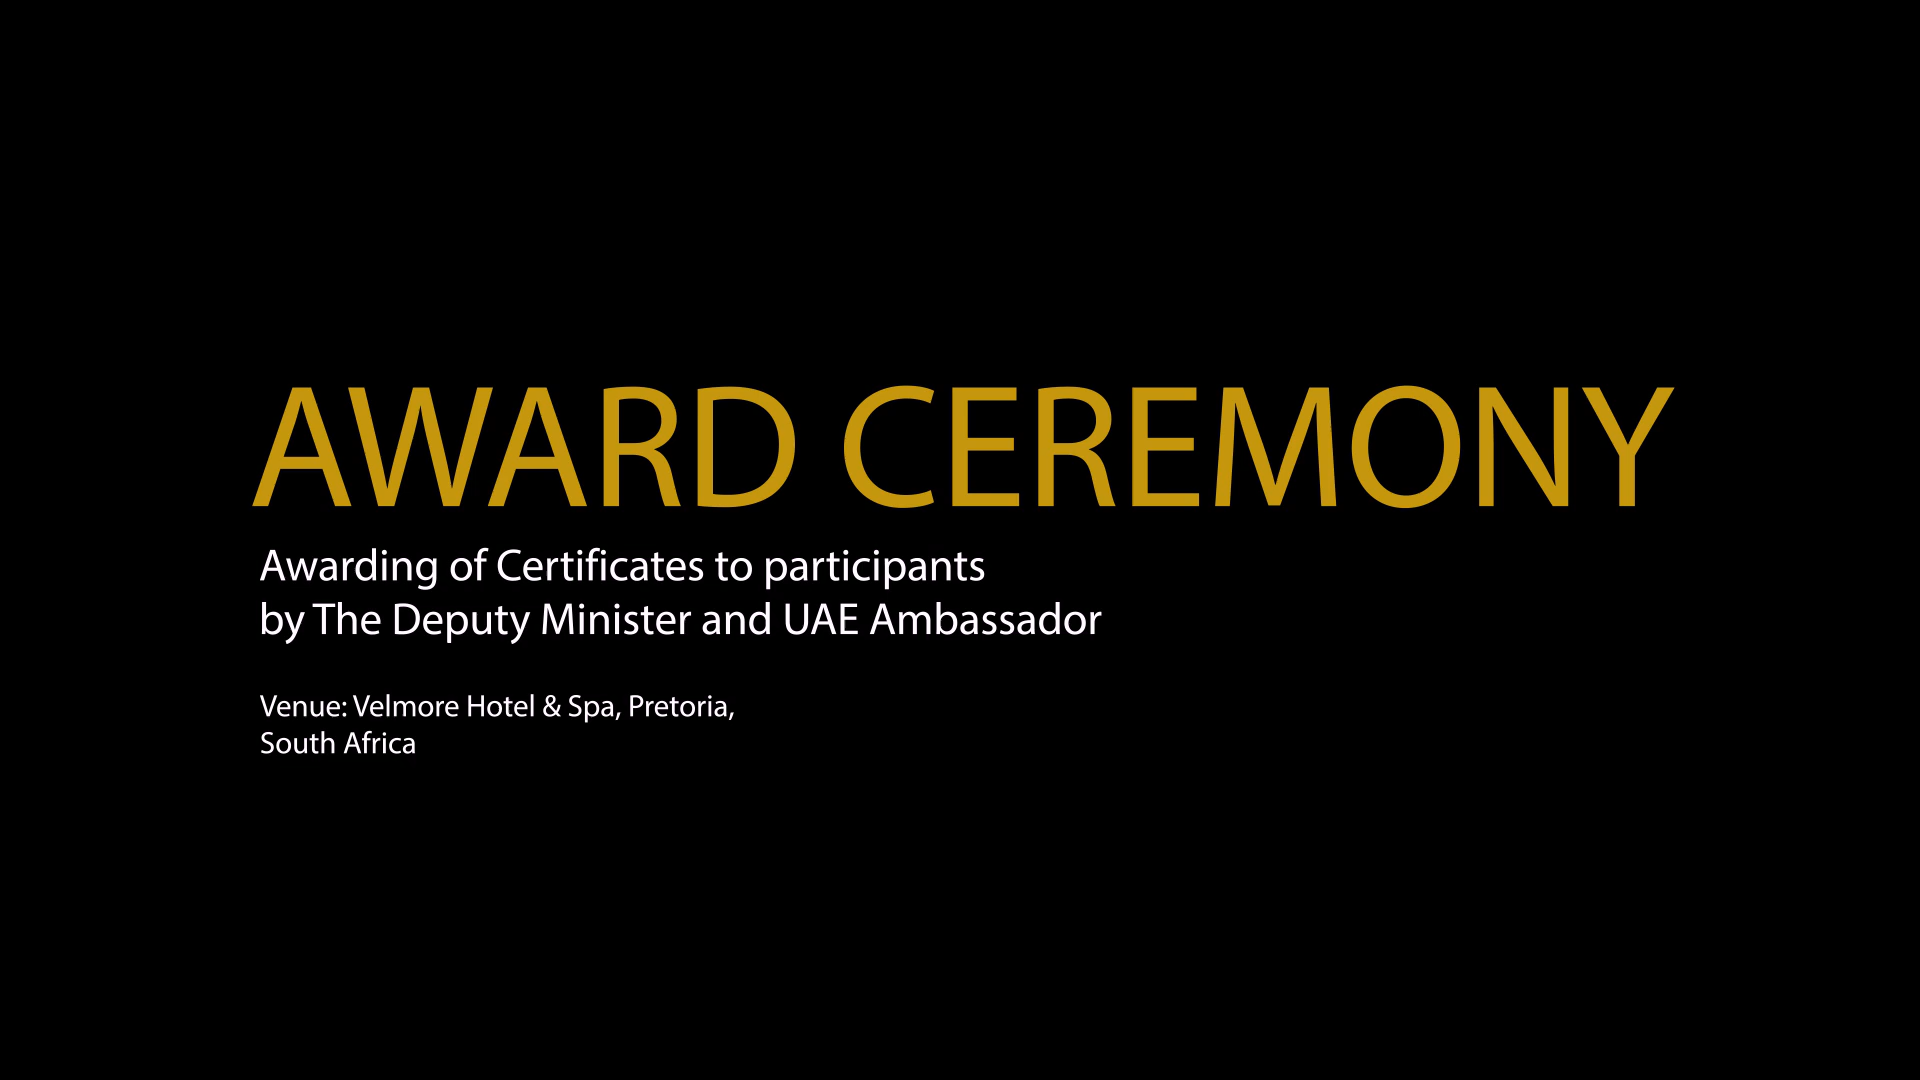 AWARD CEREMONY
Awarding of Certificates to participants
by The Deputy Minister and UAE Ambassador
Venue: Velmore Hotel & Spa, Pretoria,
South Africa